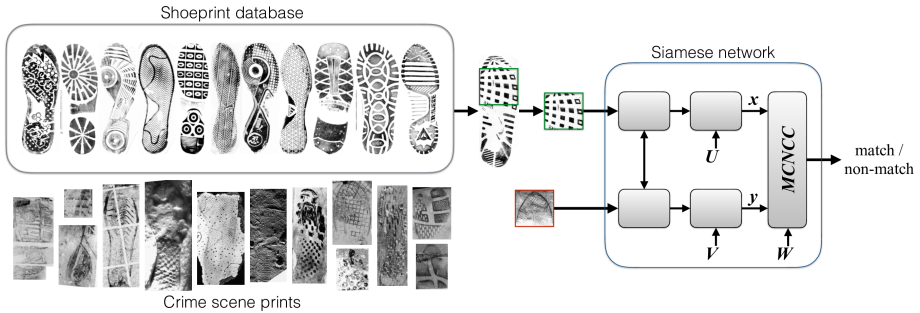 Shoeprint database
Crime scene prints
Siamese network
x
U
y
V
MCNCC
W
match /
non-match